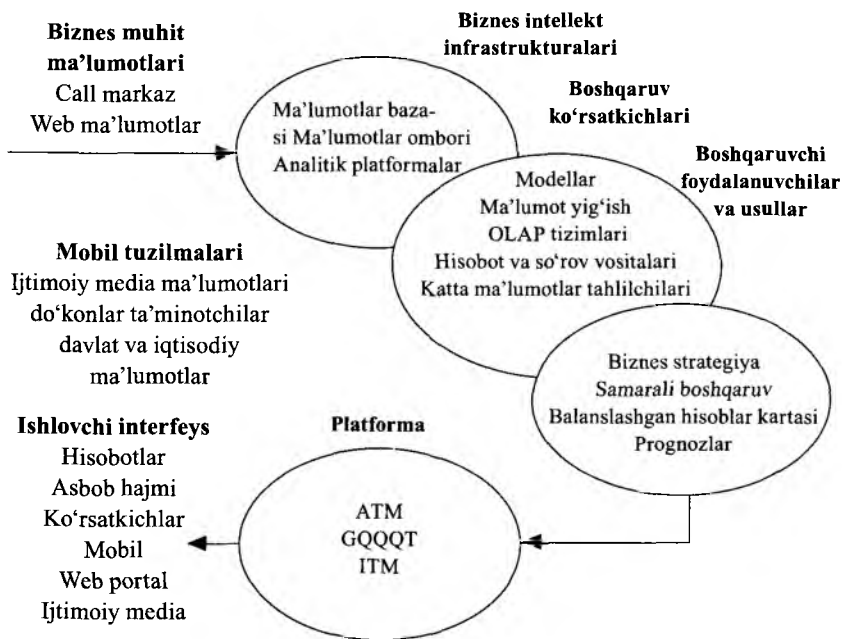 Biznes muhit
ma’lumotlari
Call markaz
Web ma’lumotlar
Biznes intellekt
infrastrukturalari
Ma’lumotlar baza-
si Ma’lumotlar ombori
Analitik platformalar
Boshqaruv
ko‘rsatkichlari
Modellar
Ma’lumot yig‘ish
OLAP tizimlari
Hisobot va so‘rov vositalari
Katta ma’lumotlar tahlilchilari
Boshqaruvchi
foydalanuvchilar
va usullar
Biznes strategiya
Samarali boshqaruv
Balanslashgan hisoblar kartasi
Prognozlar
Mobil tuzilmalari
Ijtimoiy media ma’lumotlari
do‘konlar ta’minotchilar
davlat va iqtisodiy
ma’lumotlar
Platforma
ATM
GQQQT
ITM
Ishlovchi interfeys
Hisobotlar
Asbob hajmi
Ko‘rsatkichlar
Mobil
Web portal
Ijtimoiy media